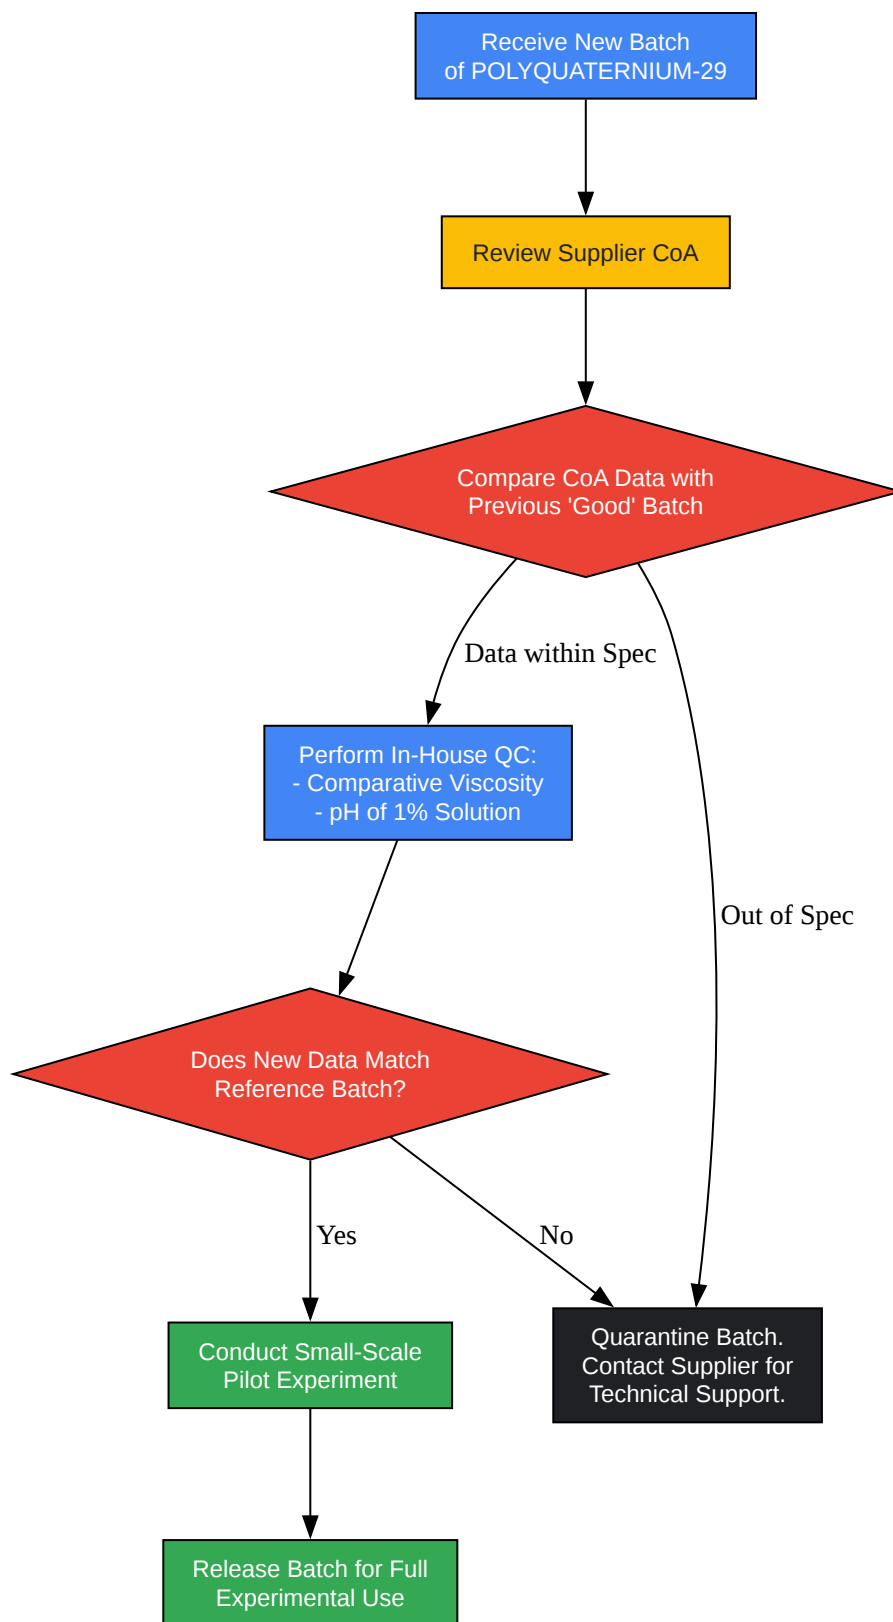 Receive New Batch
of POLYQUATERNIUM-29
Review Supplier CoA
Compare CoA Data with
Previous 'Good' Batch
Data within Spec
Perform In-House QC:
- Comparative Viscosity
- pH of 1% Solution
Out of Spec
Does New Data Match
Reference Batch?
Yes
No
Conduct Small-Scale
Pilot Experiment
Quarantine Batch.
Contact Supplier for
Technical Support.
Release Batch for Full
Experimental Use